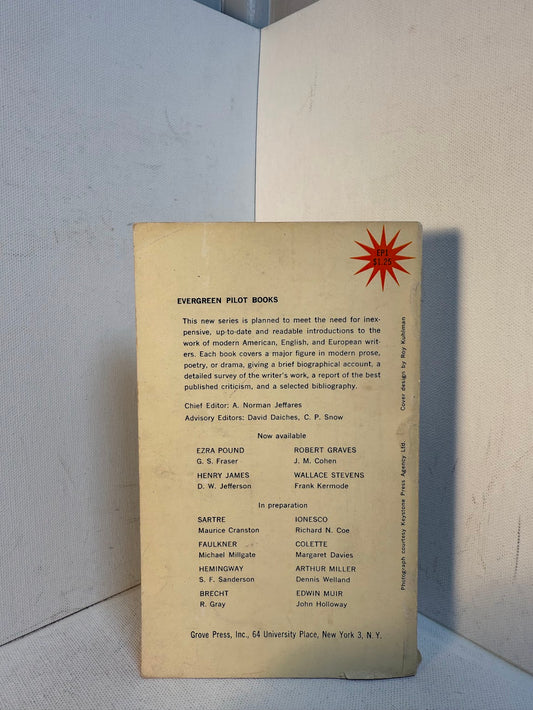 EP1
$1.25
EVERGREEN PILOT BOOKS
This new series is planned to meet the need for inex-
pensive, up-to-date and readable introductions to the
work of modern American, English, and European writ-
ers. Each book covers a major figure in modern prose,
poetry, or drama, giving a brief biographical account, a
detailed survey of the writer's work, a report of the best
published criticism, and a selected bibliography.
Chief Editor: A. Norman Jeffares
Advisory Editors: David Daiches, C. P. Snow
Now available
EZRA POUND
G. S. Fraser
ROBERT GRAVES
J. M. Cohen
HENRY JAMES
D. W. Jefferson
WALLACE STEVENS
Frank Kermode
In preparation
SARTRE
Maurice Cranston
IONESCO
Richard N. Coe
FAULKNER
Michael Millgate
COLETTE
Margaret Davies
HEMINGWAY
S. F. Sanderson
ARTHUR MILLER
Dennis Welland
BRECHT
R. Gray
EDWIN MUIR
John Holloway
Grove Press, Inc., 64 University Place, New York 3, N. Y.
Photograph courtesy Keystone Press Agency Ltd. Cover design by Roy Kuhlman